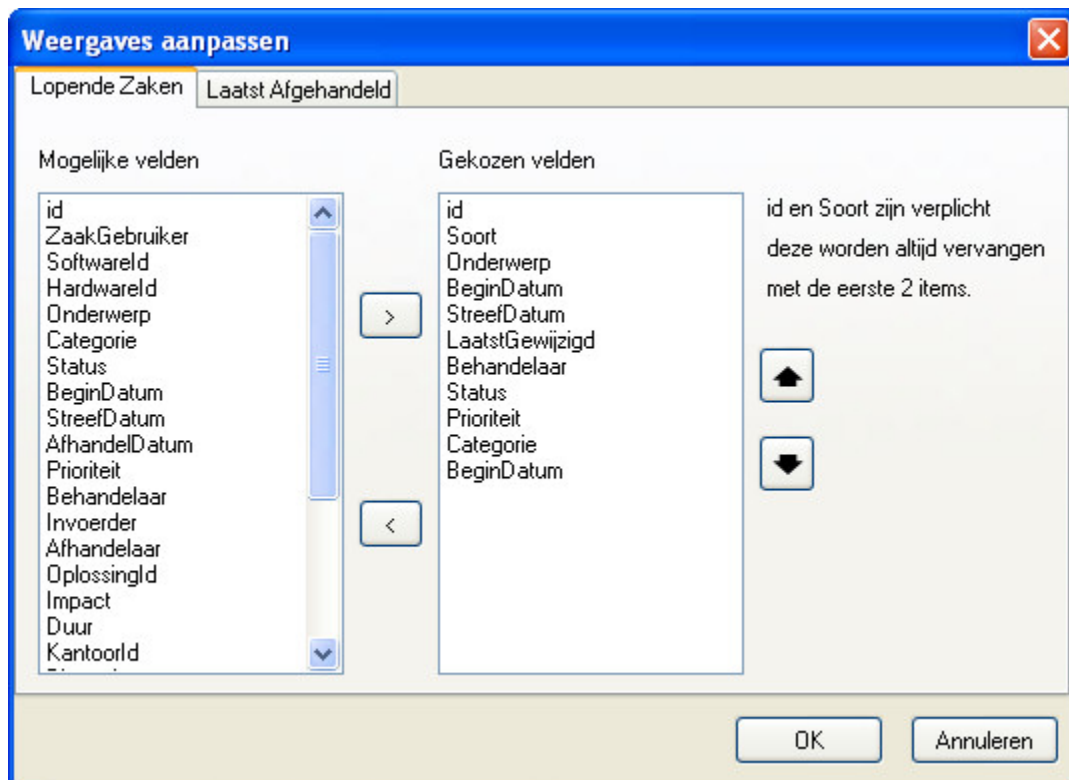 Weergaves aanpassen
Lopende Zaken
Laatst Afgehandeld
Mogelijke velden
id
ZaakGebruiker
SoftwareId
HardwareId
Onderwerp
Categorie
Status
BeginDatum
StreefDatum
AfhandelDatum
Prioriteit
Behandelaar
Invoerder
Afhandelaar
OplossingId
Impact
Duur
KantoorId
>
<
Gekozen velden
id
Soort
Onderwerp
BeginDatum
StreefDatum
LaatstGewijzigd
Behandelaar
Status
Prioriteit
Categorie
BeginDatum
id en Soort zijn verplicht
deze worden altijd vervangen
met de eerste 2 items.
OK
Annuleren